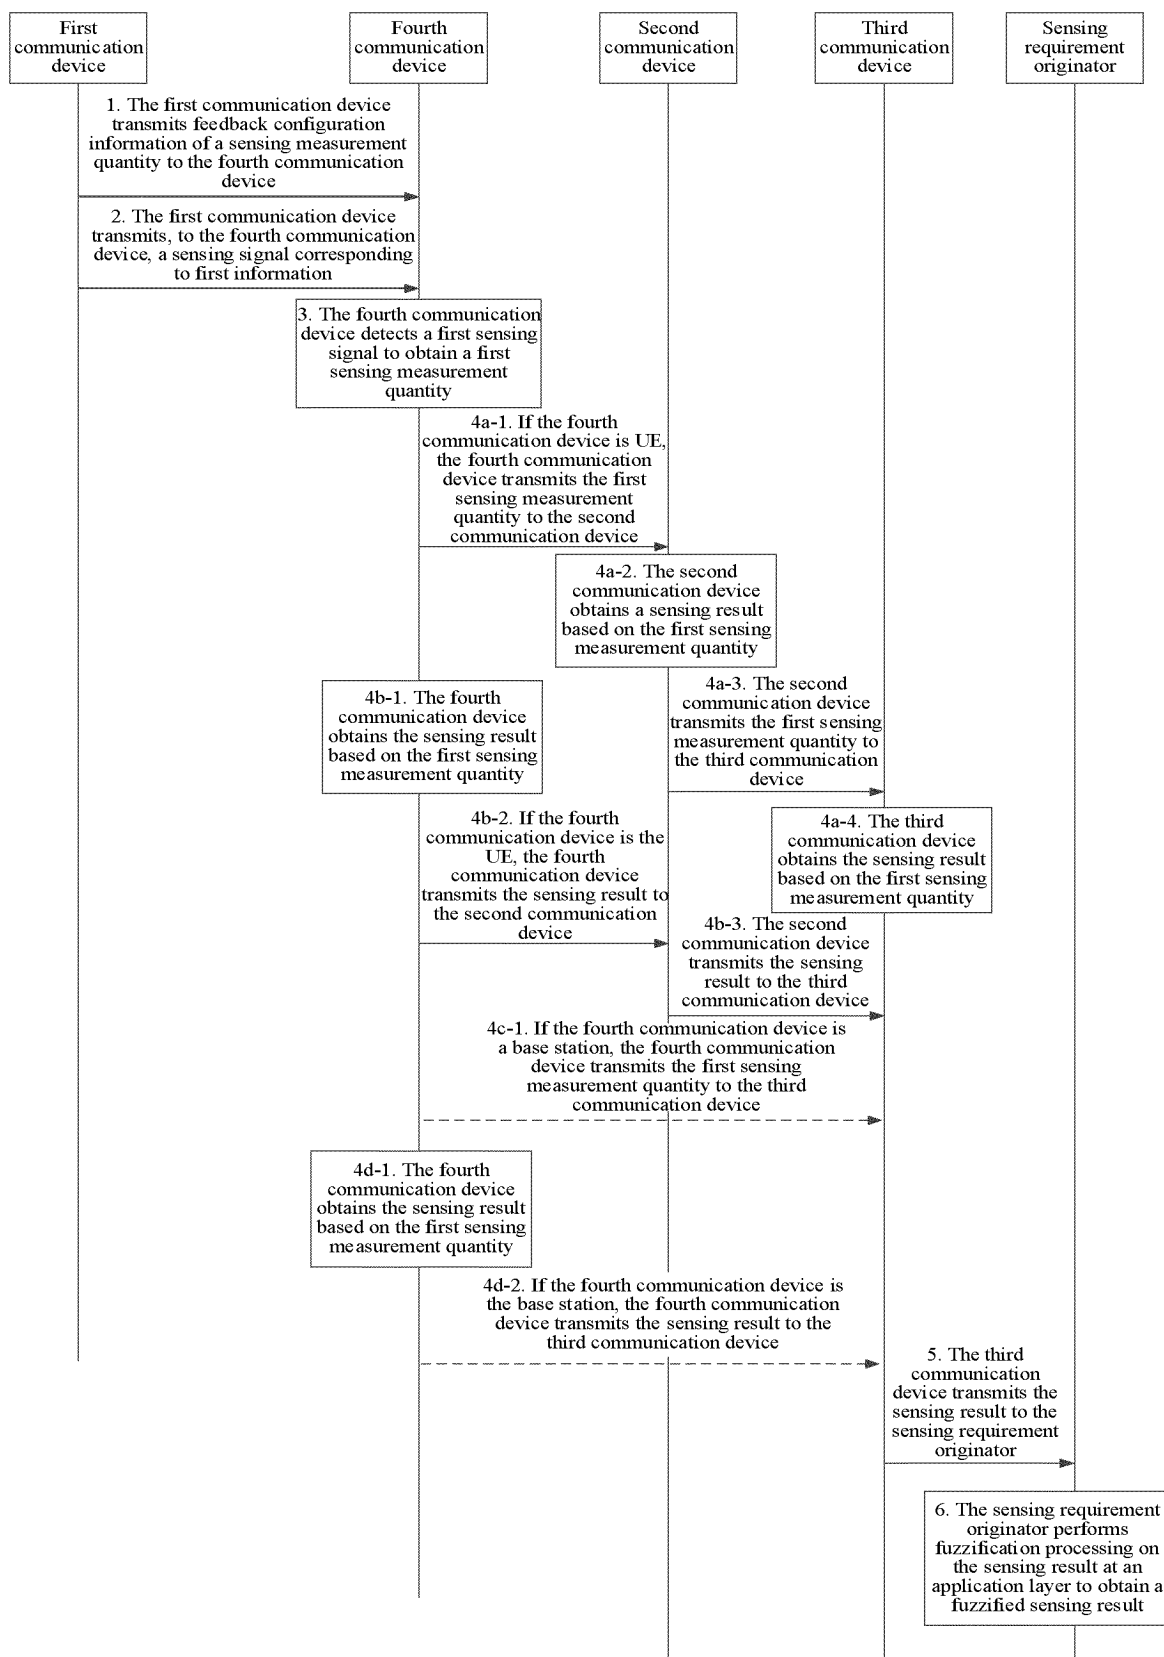 First
communication
device
Fourth
communication
device
Second
communication
device
Third
communication
device
Sensing
requirement
originator
1. The first communication device
transmits feedback configuration
information of a sensing measurement
quantity to the fourth communication
device
2. The first communication device
transmits, to the fourth communication
device, a sensing signal corresponding
to first information
3. The fourth communication
device detects a first sensing
signal to obtain a first
sensing measurement
quantity
4a-1. If the fourth
communication device is UE,
the fourth communication
device transmits the first
sensing measurement
quantity to the second
communication device
4a-2. The second
communication device
obtains a sensing result
based on the first sensing
measurement quantity
4a-3. The second
communication device
transmits the first sensing
measurement quantity to
the third communication
device
4b-1. The fourth
communication device
obtains the sensing result
based on the first sensing
measurement quantity
4b-2. If the fourth
communication device is the
UE, the fourth
communication device
transmits the sensing result to
the second communication
device
4a-4. The third
communication device
obtains the sensing result
based on the first sensing
measurement quantity
4b-3. The second
communication device
transmits the sensing
result to the third
communication device
4c-1. If the fourth communication device is
a base station, the fourth communication
device transmits the first sensing
measurement quantity to the third
communication device
4d-1. The fourth
communication device
obtains the sensing result
based on the first sensing
measurement quantity
4d-2. If the fourth communication device is
the base station, the fourth communication
device transmits the sensing result to the
third communication device
5. The third
communication
device transmits the
sensing result to the
sensing requirement
originator
6. The sensing requirement
originator performs
fuzzification processing on
the sensing result at an
application layer to obtain a
fuzzified sensing result